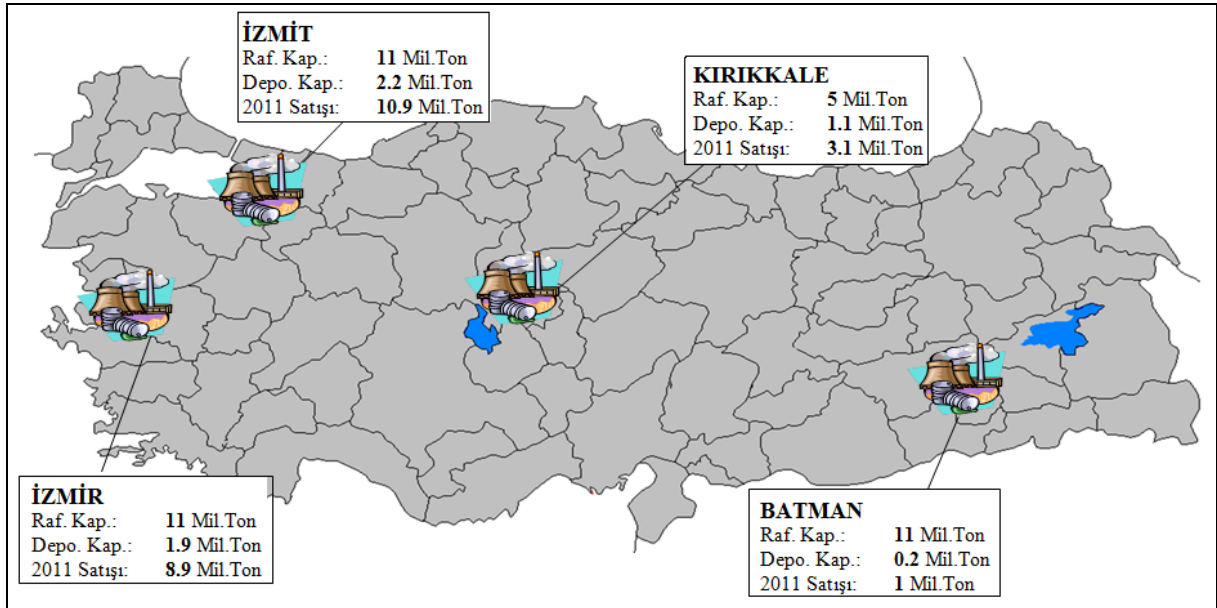 İZMİT
Raf. Kap.: 11 Mil.Ton
Depo. Kap.: 2.2 Mil.Ton
2011 Satışı: 10.9 Mil.Ton
KIRIKKALE
Raf. Kap.: 5 Mil.Ton
Depo. Kap.: 1.1 Mil.Ton
2011 Satışı: 3.1 Mil.Ton
İZMİR
Raf. Kap.: 11 Mil.Ton
Depo. Kap.: 1.9 Mil.Ton
2011 Satışı: 8.9 Mil.Ton
BATMAN
Raf. Kap.: 11 Mil.Ton
Depo. Kap.: 0.2 Mil.Ton
2011 Satışı: 1 Mil.Ton